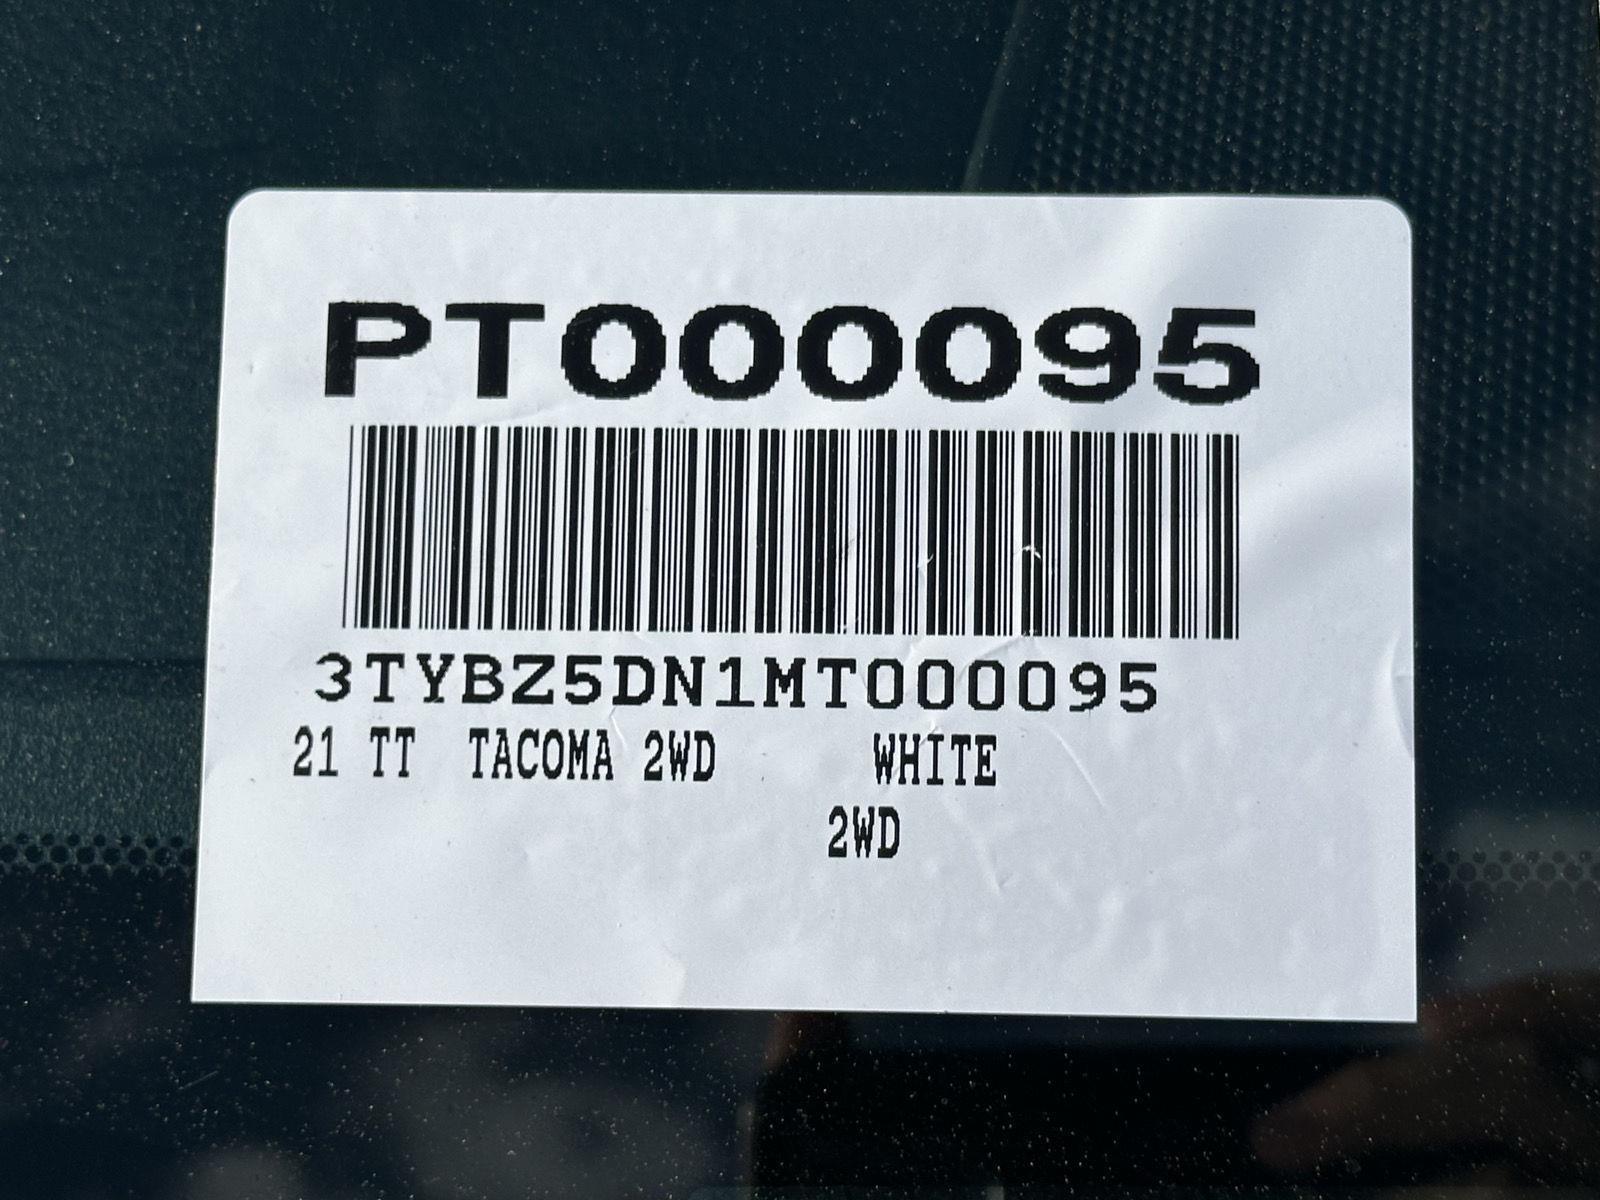 PT000095
3TYBZ5DN1MT000095
21 TT TACOMA 2WD WHITE
2WD